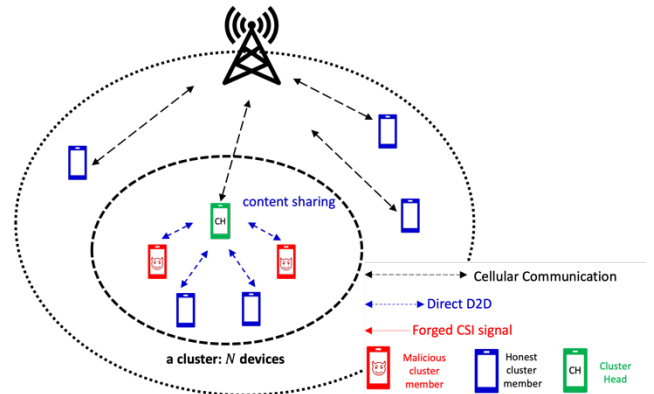 content sharing
CH
a cluster: N devices
Cellular Communication
Direct D2D
Forged CSI signal
Malicious
cluster
member
Honest
cluster
member
CH
Cluster
Head